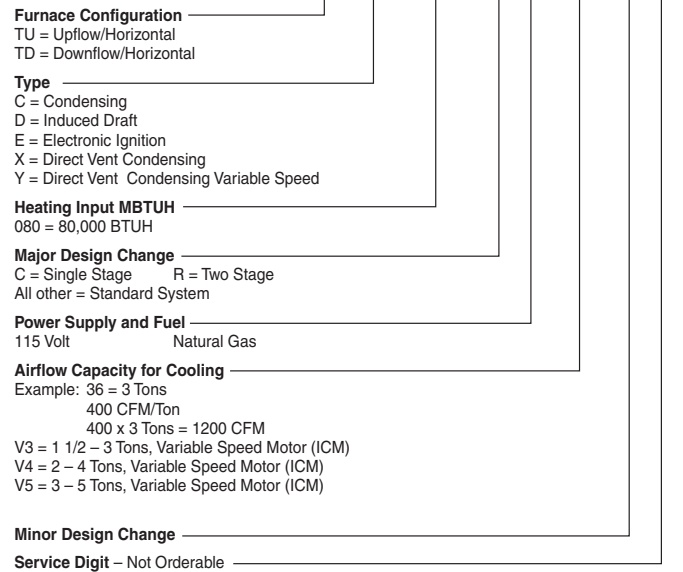 Furnace Configuration
TU = Upflow/Horizontal
TD = Downflow/Horizontal
Type
C = Condensing
D = Induced Draft
E = Electronic Ignition
X = Direct Vent Condensing
Y = Direct Vent Condensing Variable Speed
Heating Input MBTUH
080 = 80,000 BTUH
Major Design Change
C = Single Stage R = Two Stage
All other = Standard System
Power Supply and Fuel
115 Volt Natural Gas
Airflow Capacity for Cooling
Example: 36 = 3 Tons
400 CFM/Ton
400 x 3 Tons = 1200 CFM
V3 = 1 1/2 – 3 Tons, Variable Speed Motor (ICM)
V4 = 2 – 4 Tons, Variable Speed Motor (ICM)
V5 = 3 – 5 Tons, Variable Speed Motor (ICM)
Minor Design Change
Service Digit – Not Orderable